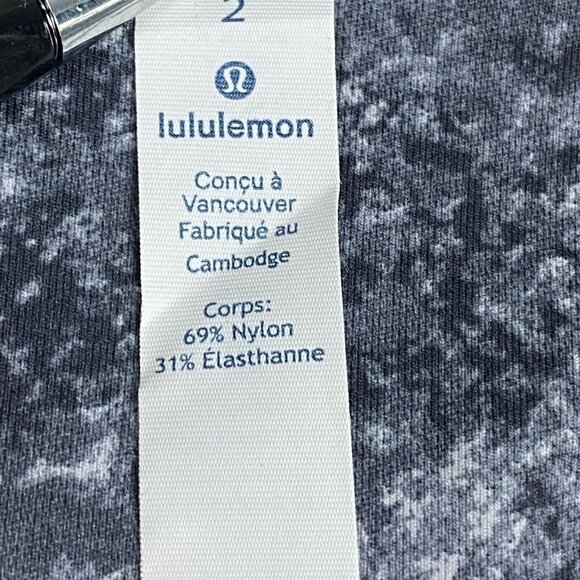 2
lululemon
Conçu à
Vancouver
Fabriqué au
Cambodge
Corps:
69% Nylon
31% Élasthanne